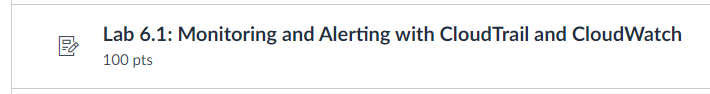 Lab 6.1: Monitoring and Alerting with CloudTrail and CloudWatch
100 pts